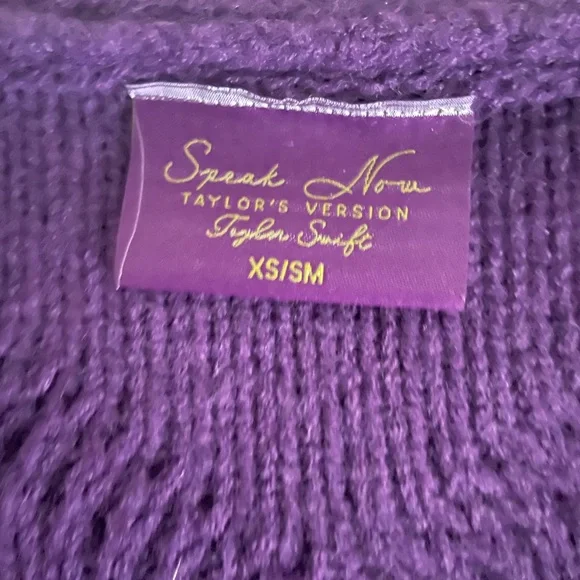 Speak Now
TAYLOR'S VERSION
Taylor Swift
XS/SM